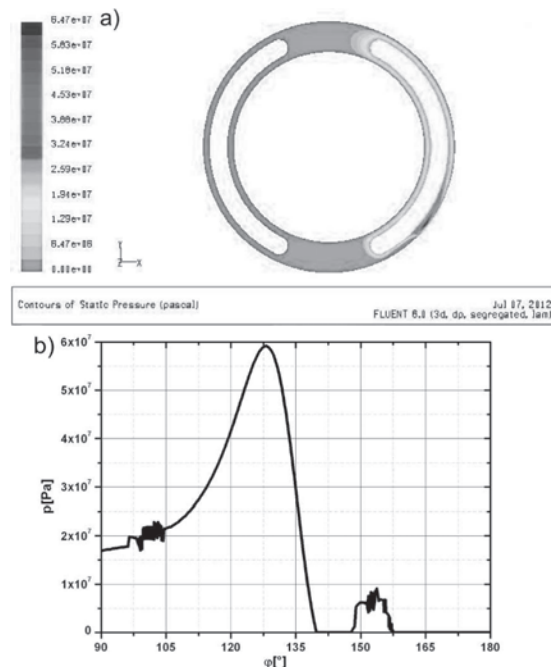 a)
6.47e+07
5.83e+07
5.18e+07
4.53e+07
3.88e+07
3.24e+07
2.59e+07
1.94e+07
1.29e+07
6.47e+06
0.00e+00
Y
Z X
Contours of Static Pressure (pascal)
Jul 07, 2012
FLUENT 6.0 (3d, dp, segregated, lam)
b)
6x10⁷
5x10⁷
4x10⁷
3x10⁷
2x10⁷
1x10⁷
0
p[Pa]
90 105 120 135 150 165 180
φ[°]